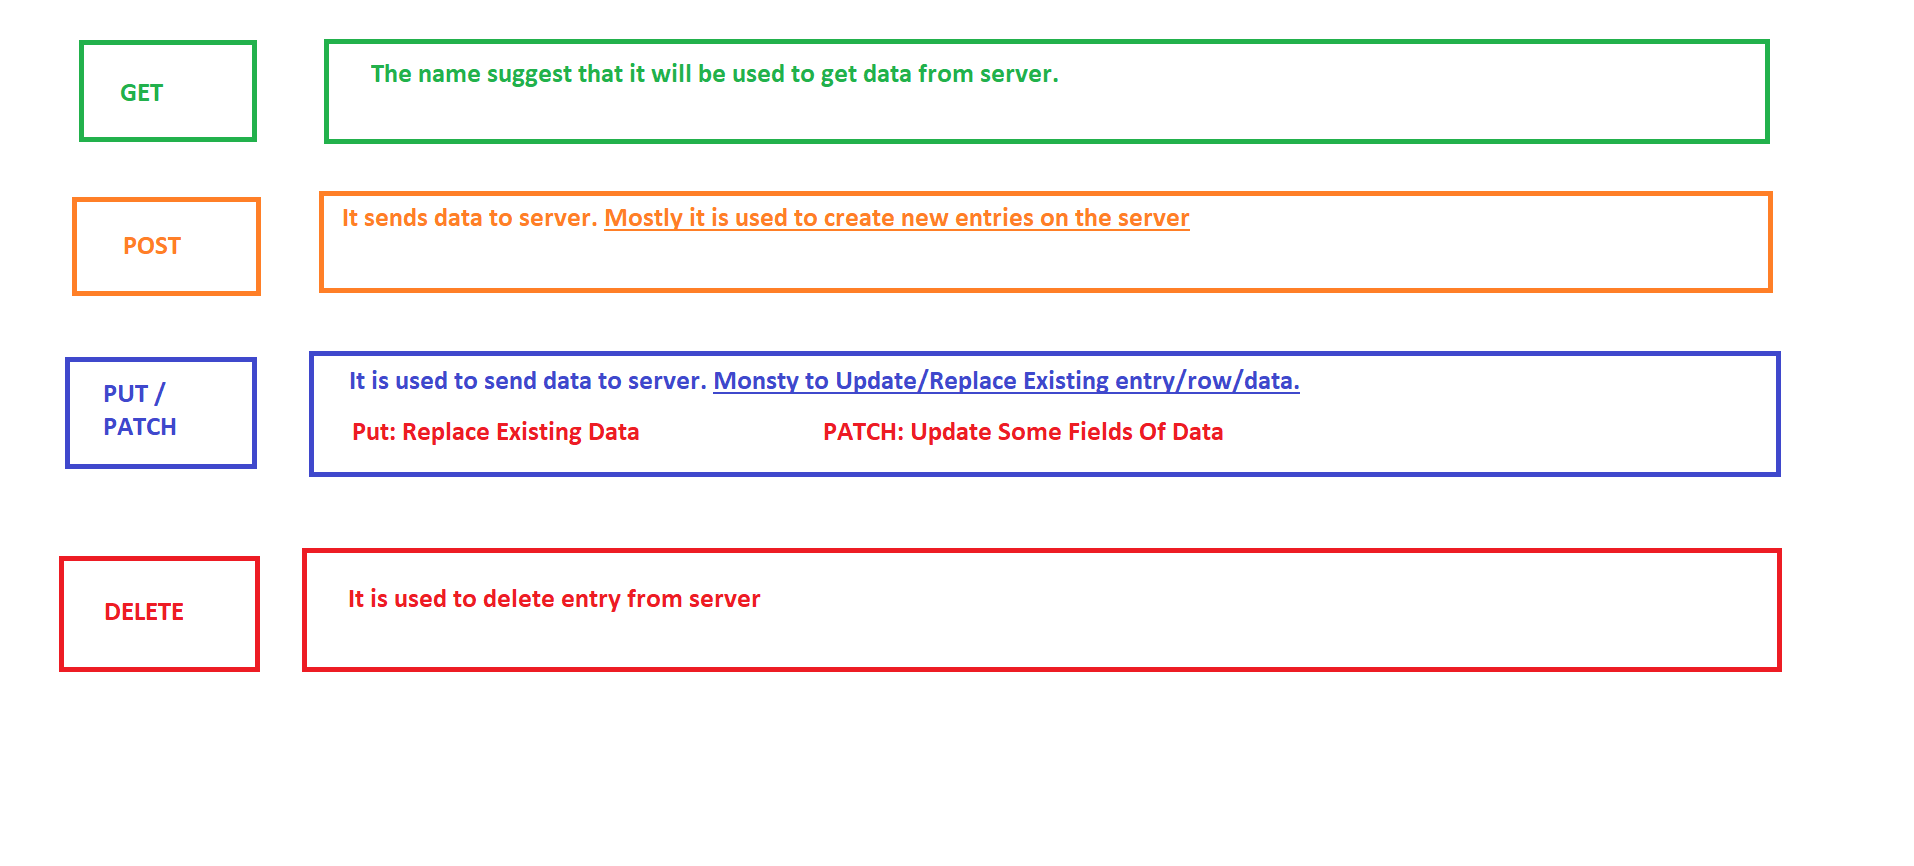 GET
The name suggest that it will be used to get data from server.
POST
It sends data to server. Mostly it is used to create new entries on the server
PUT /
PATCH
It is used to send data to server. Monsty to Update/Replace Existing entry/row/data.
Put: Replace Existing Data
PATCH: Update Some Fields Of Data
DELETE
It is used to delete entry from server